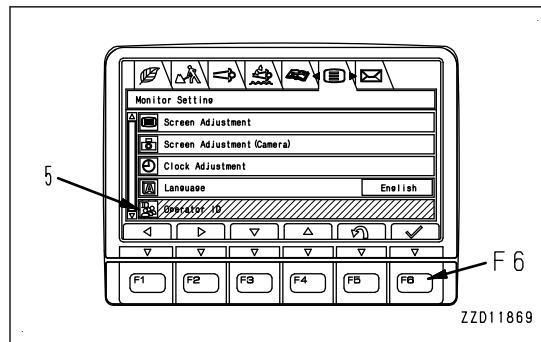 Monitor Setting
Screen Adjustment
Screen Adjustment(Camera)
Clock Adjustment
A Language English
5
Operator ID
F1 F2 F3 F4 F5 F6
F6
ZZD11869